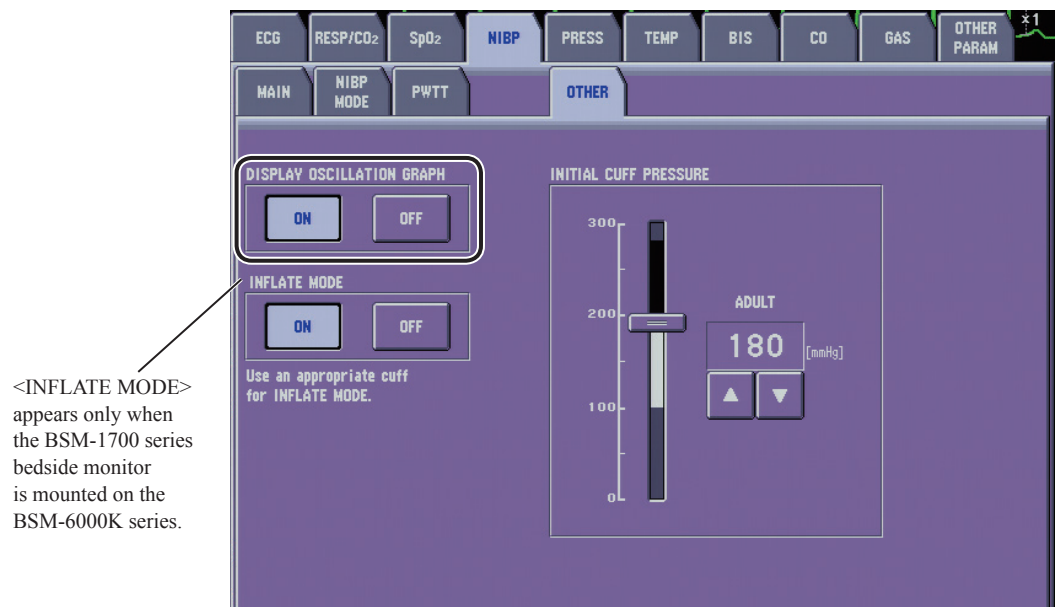 ECG RESP/CO2 SpO2 NIBP PRESS TEMP BIS CO GAS OTHER PARAM ×1
MAIN NIBP MODE PWTT OTHER
DISPLAY OSCILLATION GRAPH
ON OFF
INFLATE MODE
ON OFF
Use an appropriate cuff
for INFLATE MODE.
INITIAL CUFF PRESSURE
300
200
100
0
ADULT
180 [mmHg]
<INFLATE MODE>
appears only when
the BSM-1700 series
bedside monitor
is mounted on the
BSM-6000K series.